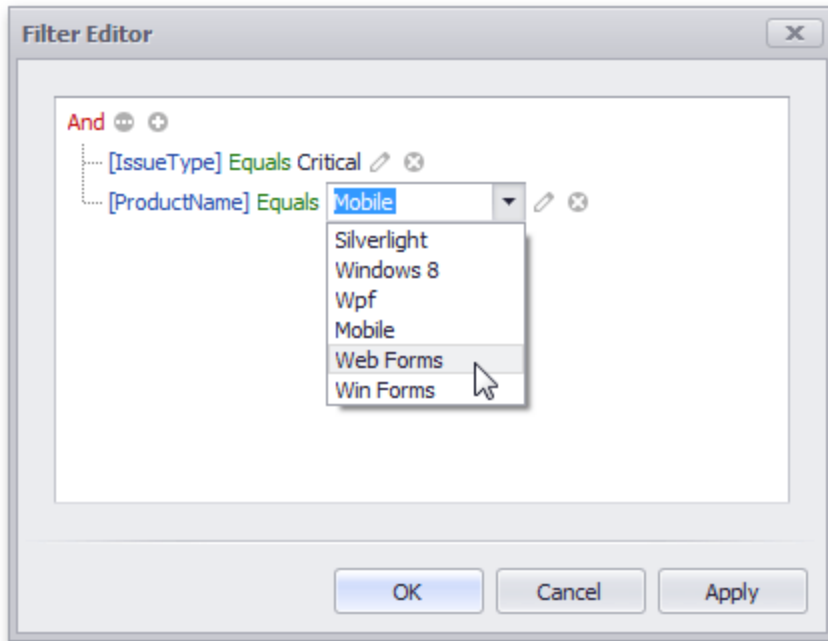 Filter Editor
And
[IssueType] Equals Critical
[ProductName] Equals Mobile
Silverlight
Windows 8
Wpf
Mobile
Web Forms
Win Forms
OK Cancel Apply